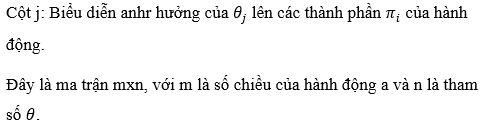 Cột j: Biểu diễn anhr hưởng của 𝜃𝑗 lên các thành phần 𝜋𝑖 của hành
động.
Đây là ma trận mxn, với m là số chiều của hành động a và n là tham
số 𝜃.